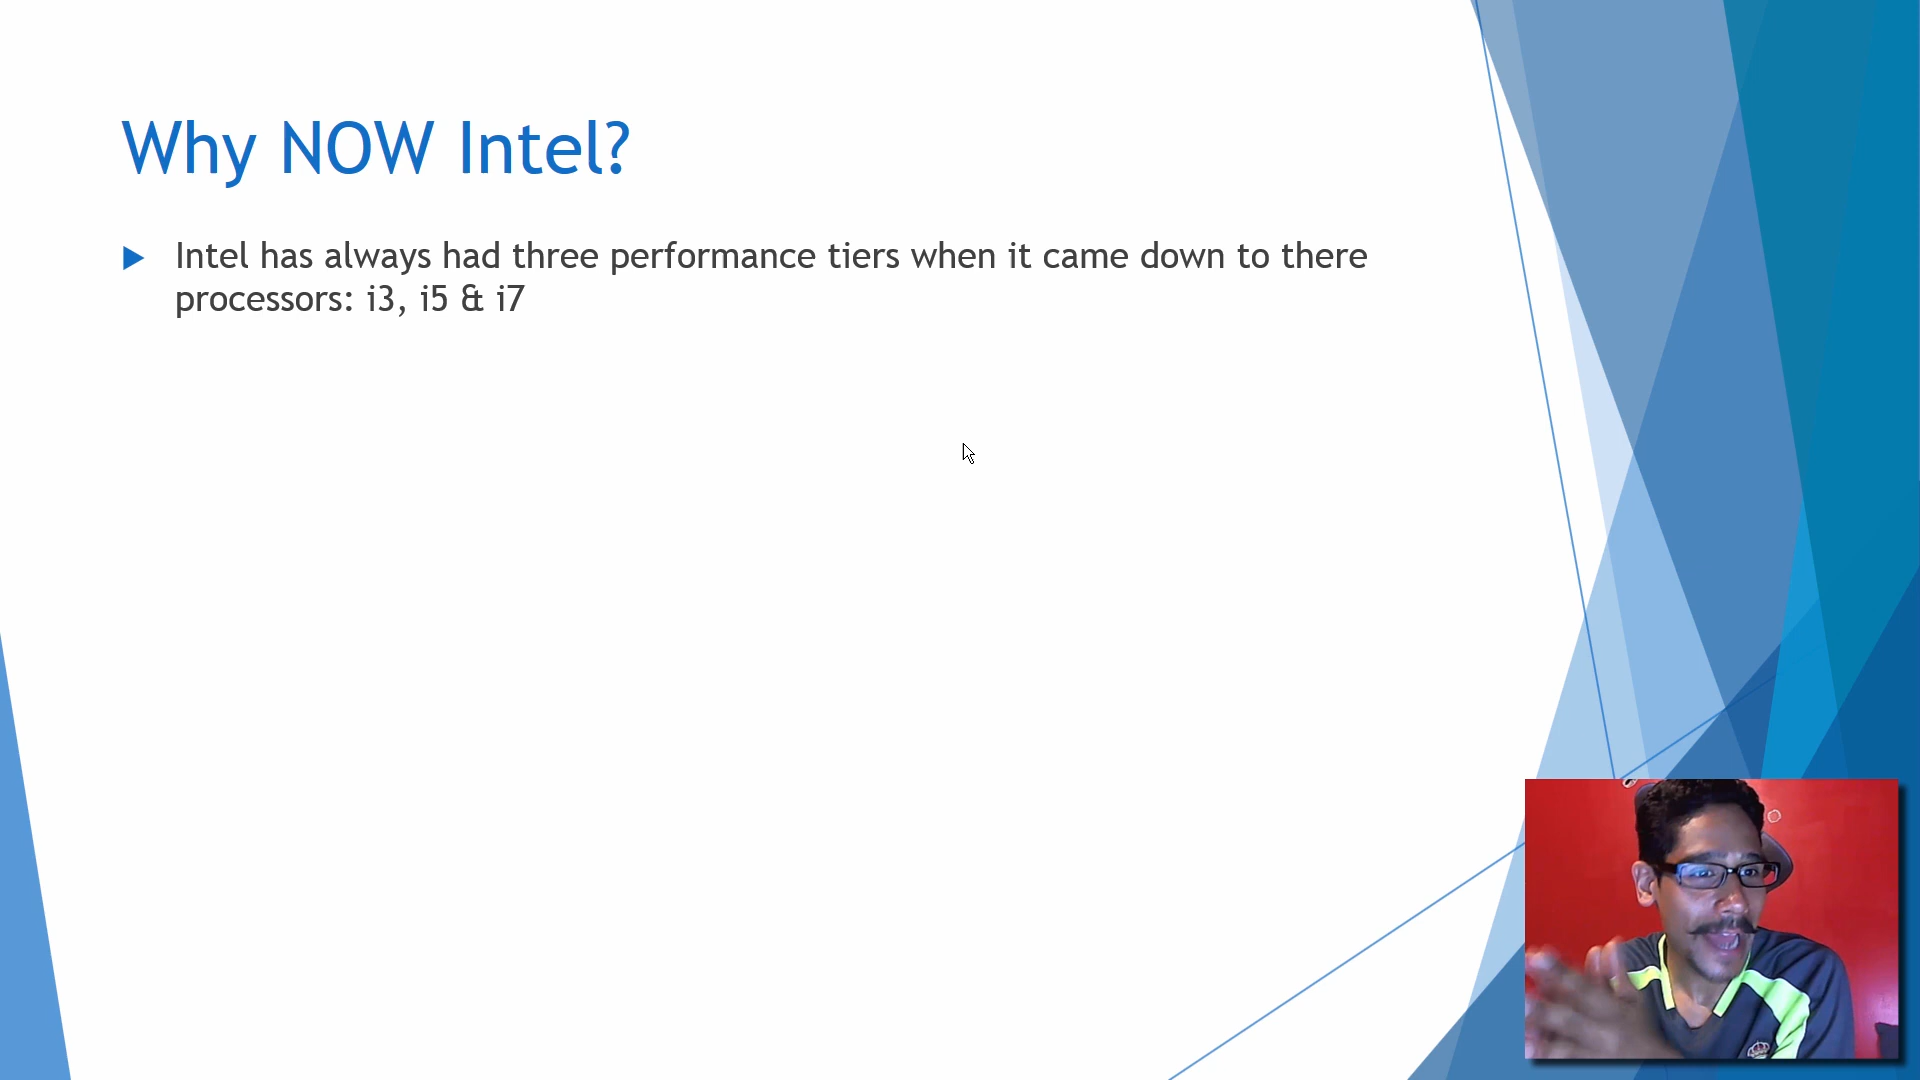 Why NOW Intel?
Intel has always had three performance tiers when it came down to there
processors: i3, i5 & i7